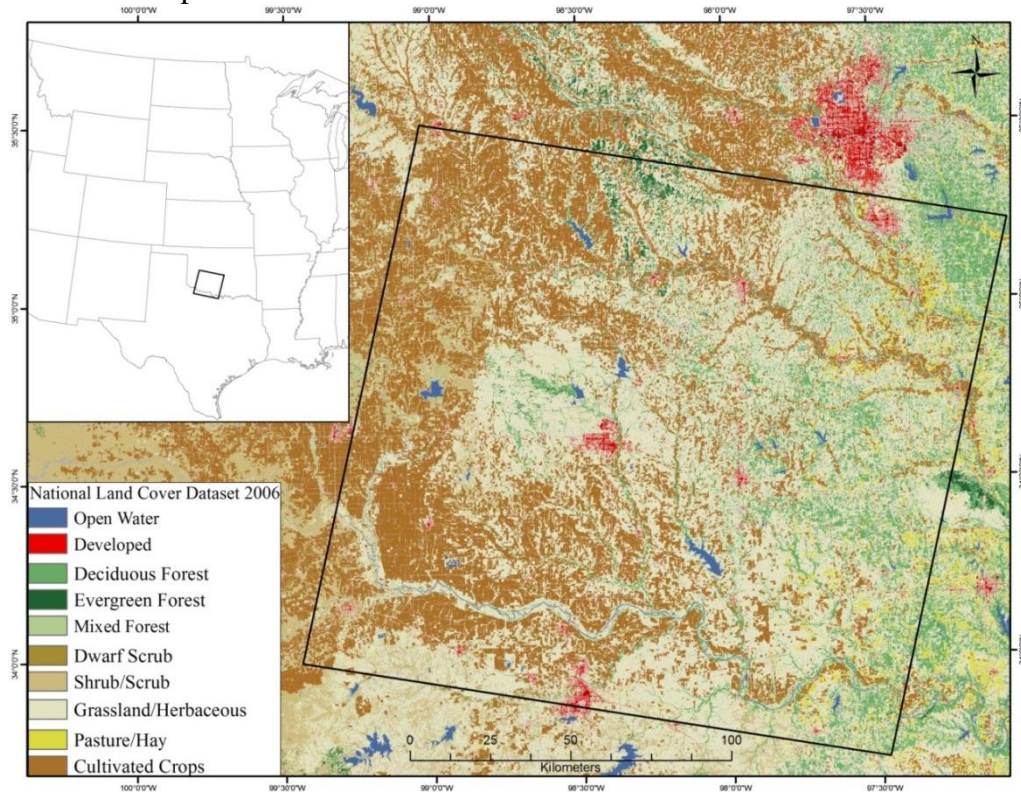 100°0'0"W 99°30'0"W 99°0'0"W 98°30'0"W 98°0'0"W 97°30'0"W
N
35°30'0"N
35°0'0"N
34°30'0"N
34°0'0"N
National Land Cover Dataset 2006
Open Water
Developed
Deciduous Forest
Evergreen Forest
Mixed Forest
Dwarf Scrub
Shrub/Scrub
Grassland/Herbaceous
Pasture/Hay
Cultivated Crops
0 25 50 100
Kilometers
100°0'0"W 99°30'0"W 99°0'0"W 98°30'0"W 98°0'0"W 97°30'0"W